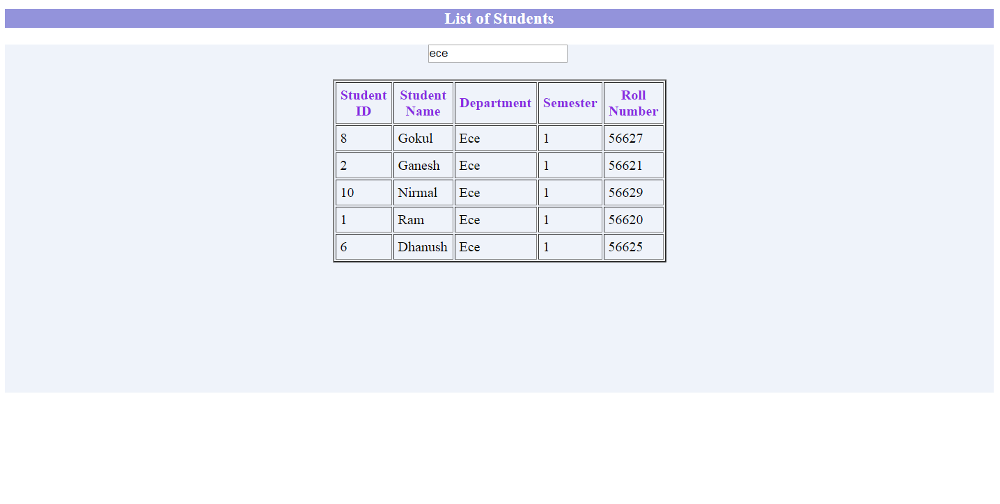 List of Students
ece
Student ID Student Name Department Semester Roll Number
8 Gokul Ece 1 56627
2 Ganesh Ece 1 56621
10 Nirmal Ece 1 56629
1 Ram Ece 1 56620
6 Dhanush Ece 1 56625